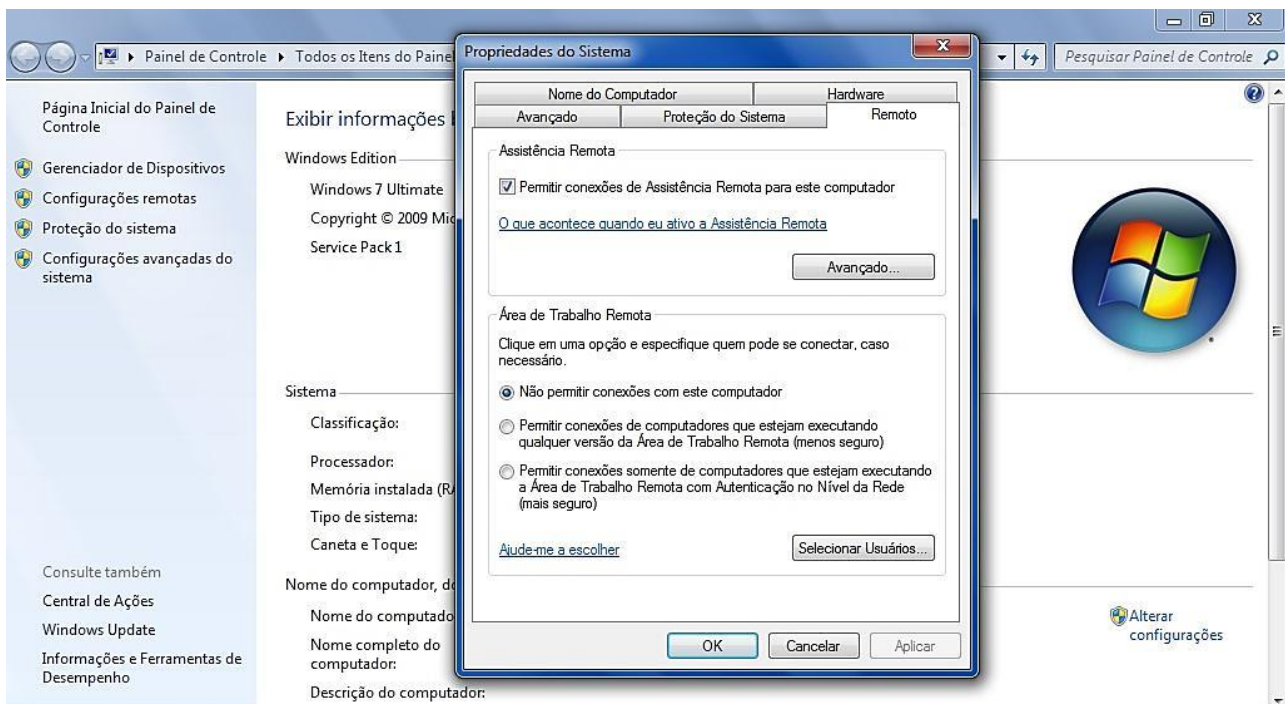 Painel de Controle ▸ Todos os Itens do Painel
Pesquisar Painel de Controle
Página Inicial do Painel de
Controle
Gerenciador de Dispositivos
Configurações remotas
Proteção do sistema
Configurações avançadas do
sistema
Consulte também
Central de Ações
Windows Update
Informações e Ferramentas de
Desempenho
Exibir informações
Windows Edition
Windows 7 Ultimate
Copyright © 2009
Service Pack 1
Sistema
Classificação:
Processador:
Memória instalada
Tipo de sistema:
Caneta e Toque:
Nome do computador,
Nome do computado
Nome completo do
computador:
Descrição do computador:
Alterar
configurações
Propriedades do Sistema
Nome do Computador
Hardware
Avançado
Proteção do Sistema
Remoto
Assistência Remota
Permitir conexões de Assistência Remota para este computador
O que acontece quando eu ativo a Assistência Remota
Avançado...
Área de Trabalho Remota
Clique em uma opção e especifique quem pode se conectar, caso
necessário.
Não permitir conexões com este computador
Permitir conexões de computadores que estejam executando
qualquer versão da Área de Trabalho Remota (menos seguro)
Permitir conexões somente de computadores que estejam executando
a Área de Trabalho Remota com Autenticação no Nível da Rede
(mais seguro)
Ajude-me a escolher
Selecionar Usuários...
OK
Cancelar
Aplicar